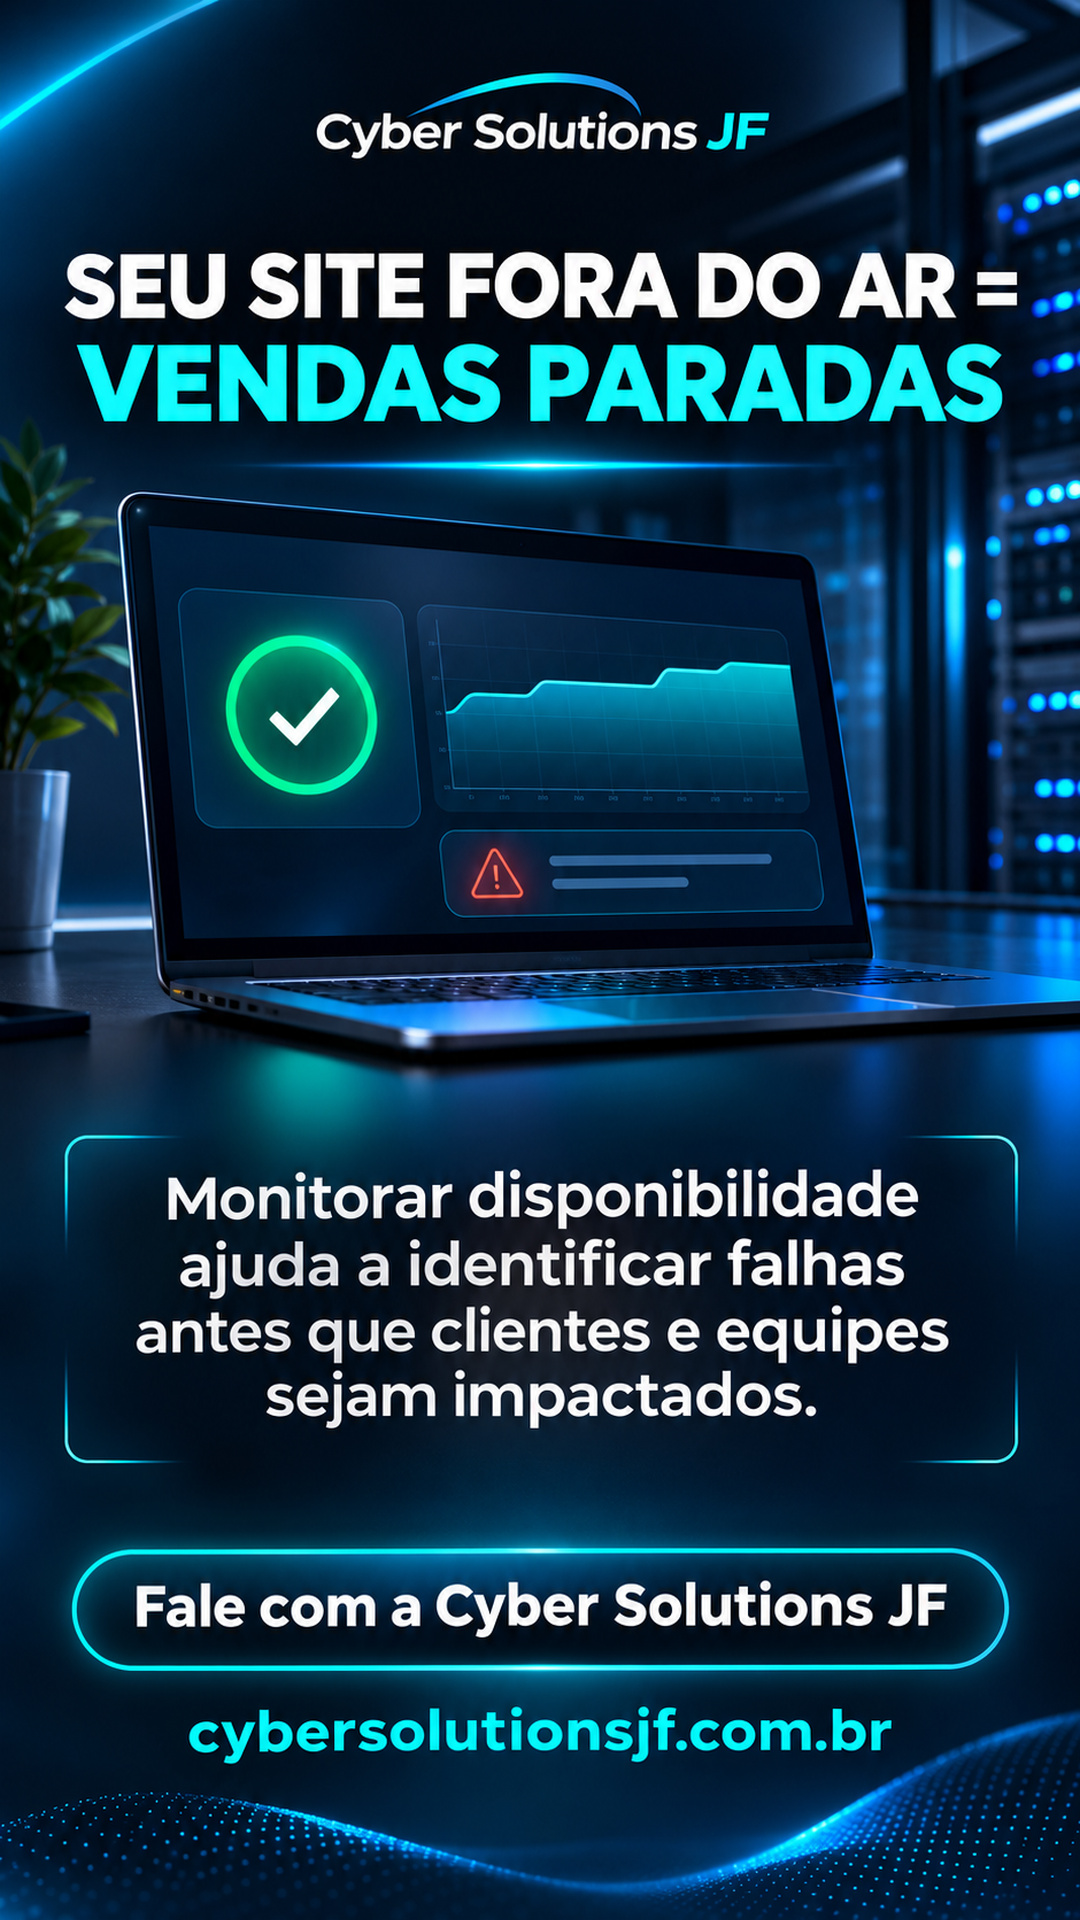 Cyber Solutions JF
SEU SITE FORA DO AR =
VENDAS PARADAS
Monitorar disponibilidade
ajuda a identificar falhas
antes que clientes e equipes
sejam impactados.
Fale com a Cyber Solutions JF
cybersolutionsjf.com.br